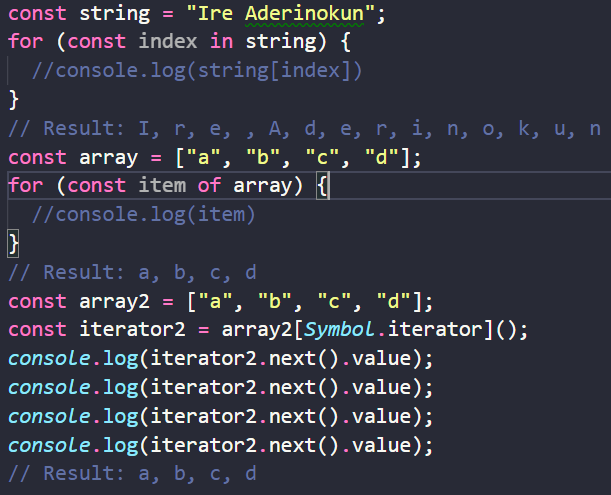 const string = "Ire Aderinokun";
for (const index in string) {
  //console.log(string[index])
}
// Result: I, r, e, , A, d, e, r, i, n, o, k, u, n
const array = ["a", "b", "c", "d"];
for (const item of array) {
  //console.log(item)
}
// Result: a, b, c, d
const array2 = ["a", "b", "c", "d"];
const iterator2 = array2[Symbol.iterator]();
console.log(iterator2.next().value);
console.log(iterator2.next().value);
console.log(iterator2.next().value);
console.log(iterator2.next().value);
// Result: a, b, c, d